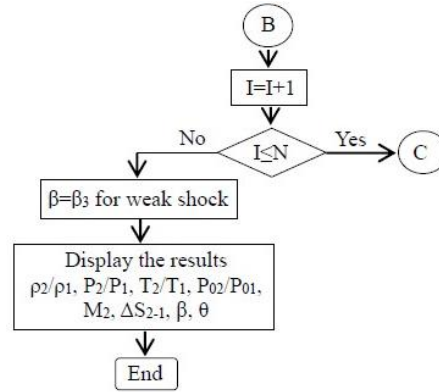 B
I=I+1
No
I≤N
Yes
C
β=β₃ for weak shock
Display the results
ρ₂/ρ₁, P₂/P₁, T₂/T₁, P₀₂/P₀₁,
M₂, ΔS₂₋₁, β, θ
End